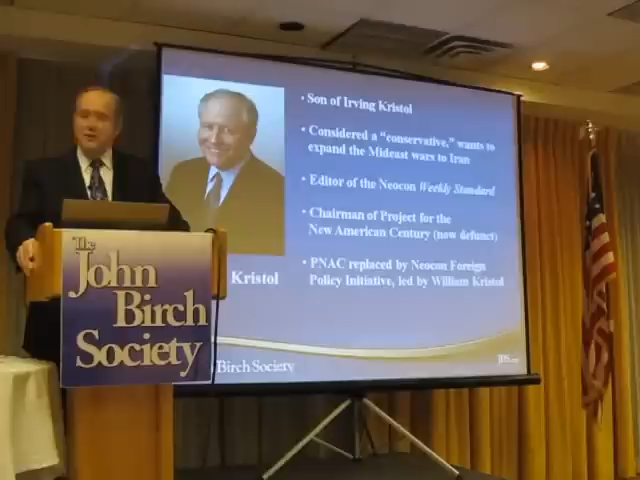 The
John
Birch
Society
• Son of Irving Kristol
• Considered a "conservative," wants to
expand the Mideast wars to Iran
• Editor of the Neocon Weekly Standard
• Chairman of Project for the
New American Century (now defunct)
• PNAC replaced by Neocon Foreign
Policy Initiative, led by William Kristol
Kristol
Birch Society
JBS.org